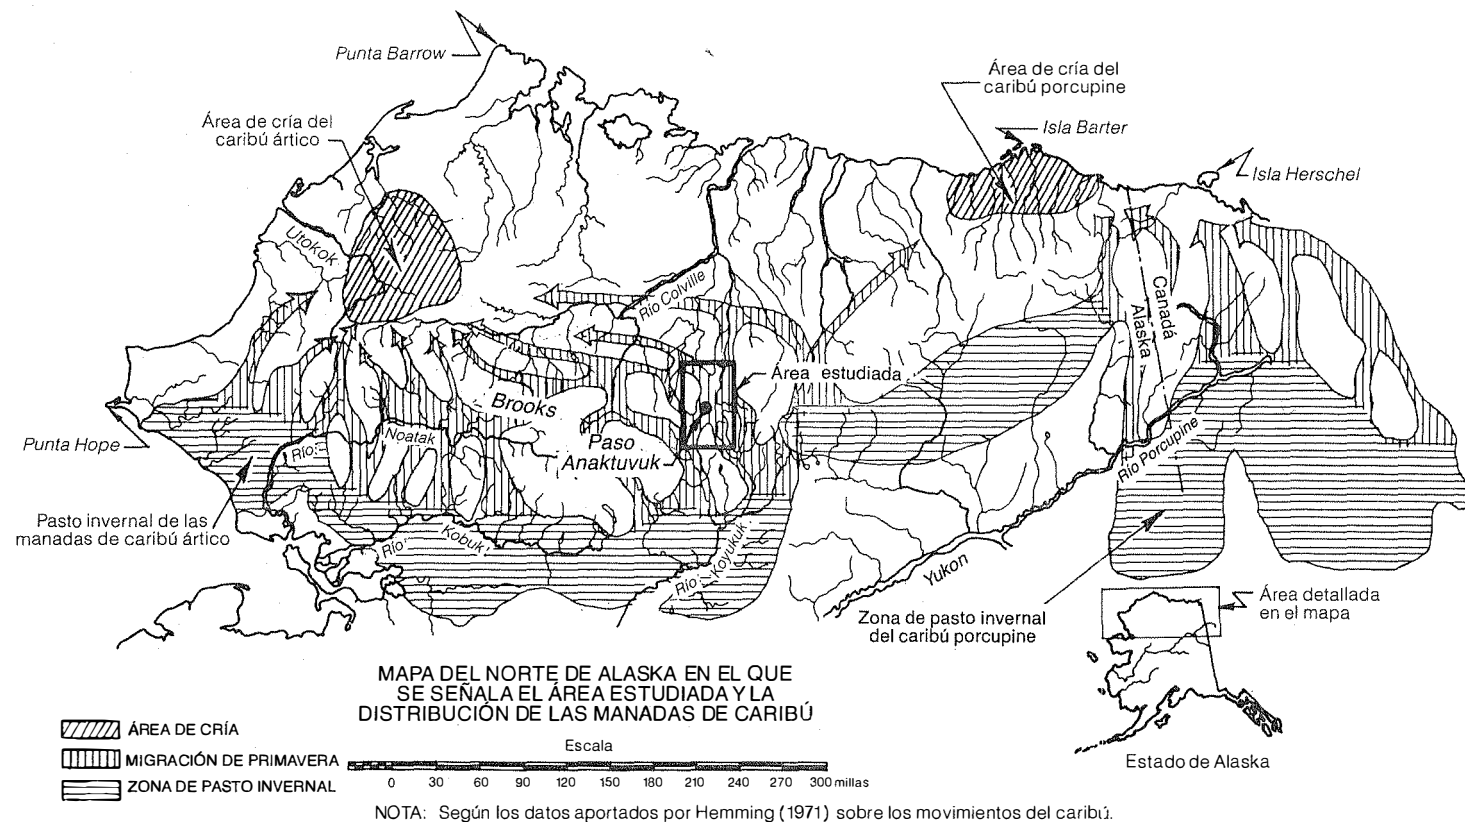 Punta Barrow
Área de cría del
caribú porcupine
Área de cría del
caribú ártico
Isla Barter
Isla Herschel
Utokok
Río Colville
Canadá
Alaska
Área estudiada
Brooks
Punta Hope
Río
Noatak
Paso
Anaktuvuk
Río Porcupine
Pasto invernal de las
manadas de caribú ártico
Río
Kobuk
Río
Koyukuk
Yukon
Zona de pasto invernal
del caribú porcupine
Área detallada
en el mapa
MAPA DEL NORTE DE ALASKA EN EL QUE
SE SEÑALA EL ÁREA ESTUDIADA Y LA
DISTRIBUCIÓN DE LAS MANADAS DE CARIBÚ
ÁREA DE CRÍA
MIGRACIÓN DE PRIMAVERA
ZONA DE PASTO INVERNAL
Escala
0 30 60 90 120 150 180 210 240 270 300 millas
Estado de Alaska
NOTA: Según los datos aportados por Hemming (1971) sobre los movimientos del caribú.